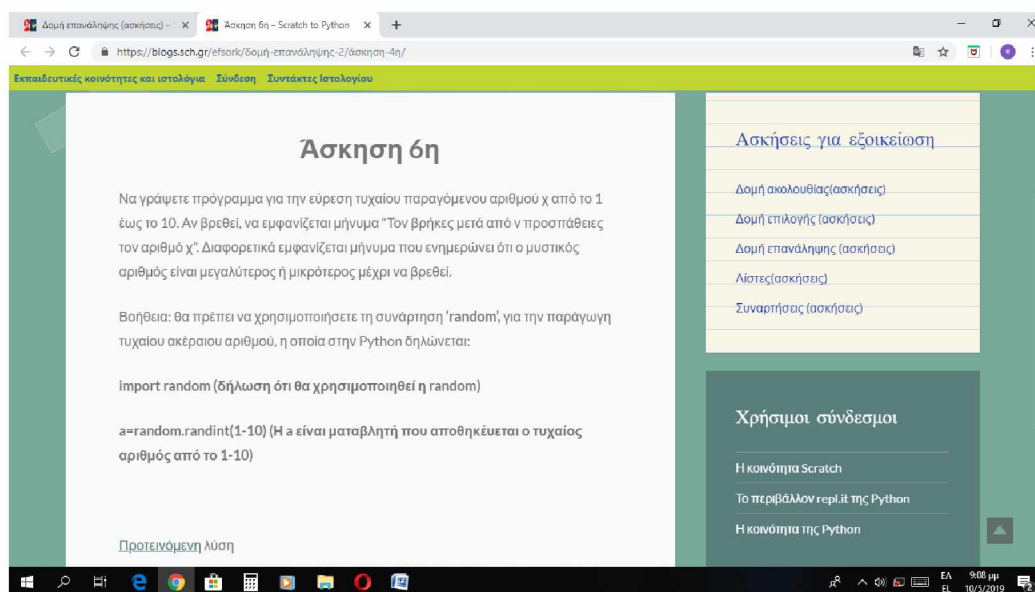 Δομή επανάληψης (ασκήσεις) –
Άσκηση 6η – Scratch to Python
https://blogs.sch.gr/efsork/δομή-επανάληψης-2/άσκηση-4η/
Εκπαιδευτικές κοινότητες και ιστολόγια Σύνδεση Συντάκτες Ιστολογίου
Άσκηση 6η
Να γράψετε πρόγραμμα για την εύρεση τυχαίου παραγόμενου αριθμού χ από το 1
έως το 10. Αν βρεθεί, να εμφανίζεται μήνυμα “Τον βρήκες μετά από ν προσπάθειες
τον αριθμό χ”. Διαφορετικά εμφανίζεται μήνυμα που ενημερώνει ότι ο μυστικός
αριθμός είναι μεγαλύτερος ή μικρότερος μέχρι να βρεθεί.
Βοήθεια: θα πρέπει να χρησιμοποιήσετε τη συνάρτηση ‘random’, για την παράγωγη
τυχαίου ακέραιου αριθμού, η οποία στην Python δηλώνεται:
import random (δήλωση ότι θα χρησιμοποιηθεί η random)
a=random.randint(1-10) (Η a είναι ματαβλητή που αποθηκέυεται ο τυχαίος
αριθμός από το 1-10)
Προτεινόμενη λύση
Ασκήσεις για εξοικείωση
Δομή ακολουθίας(ασκήσεις)
Δομή επιλογής (ασκήσεις)
Δομή επανάληψης (ασκήσεις)
Λίστες(ασκήσεις)
Συναρτήσεις (ασκήσεις)
Χρήσιμοι σύνδεσμοι
Η κοινότητα Scratch
Το περιβάλλον repl.it της Python
Η κοινότητα της Python
ΕΛ
EL
9:08 μμ
10/5/2019